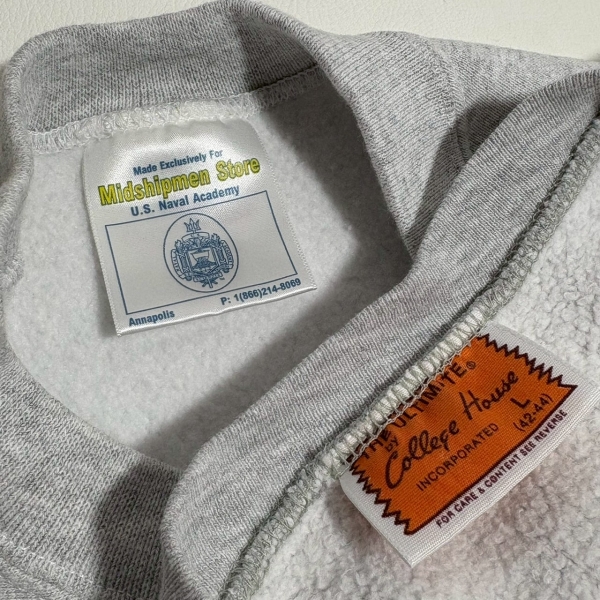 Made Exclusively For
Midshipmen Store
U.S. Naval Academy
P: 1(866)214-8069
Annapolis
THE ULTIMATE®
BY
College House
INCORPORATED
L
(42-44)
FOR CARE & CONTENT SEE REVERSE